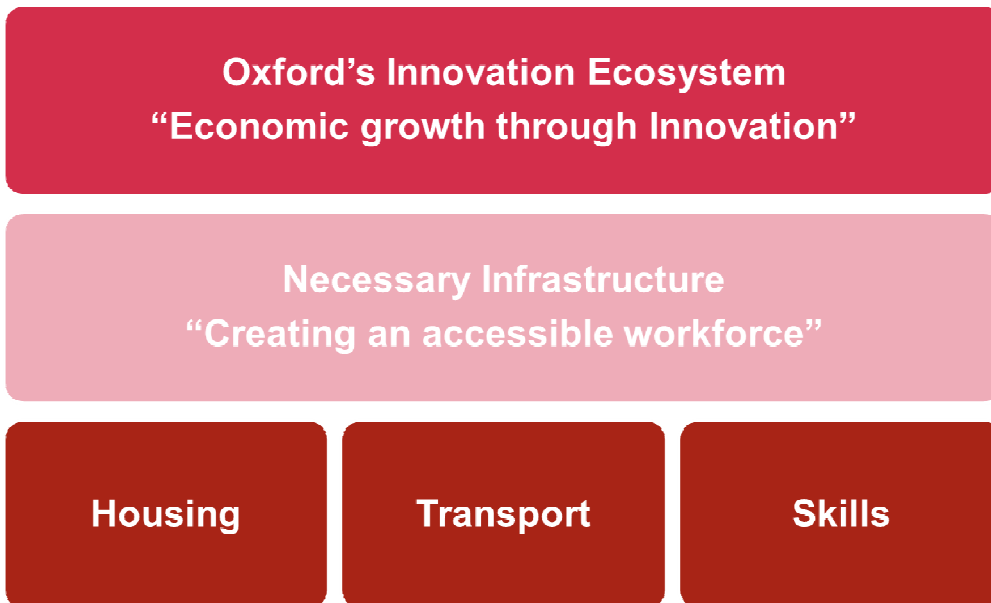 Oxford’s Innovation Ecosystem
“Economic growth through Innovation”
Necessary Infrastructure
“Creating an accessible workforce”
Housing
Transport
Skills